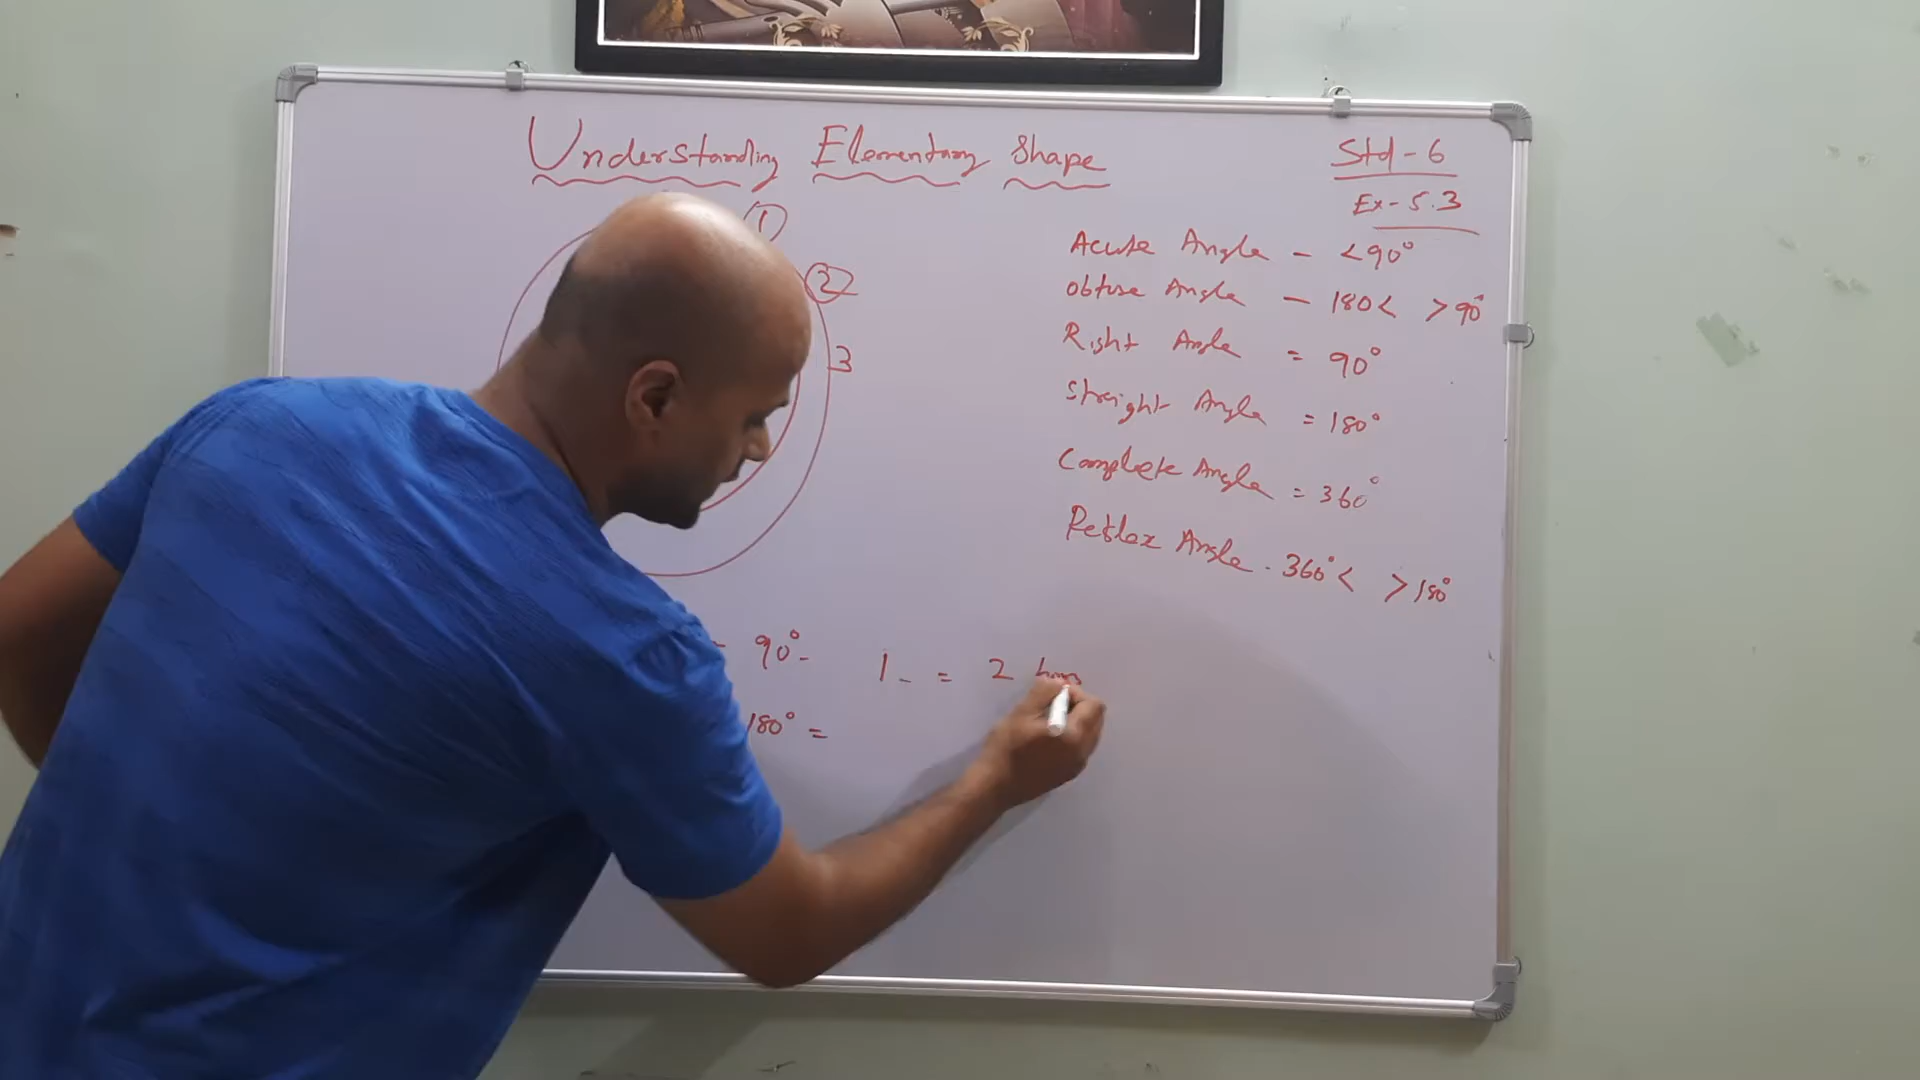 Understanding Elementary Shape
Std - 6
Ex - 5.3
1
2
3
Acute Angle - < 90°
Obtuse Angle - 180 < > 90°
Right Angle = 90°
Streight Angle = 180°
Complete Angle = 360°
Reflex Angle - 360° < > 180°
90° - 1 - = 2
180° =